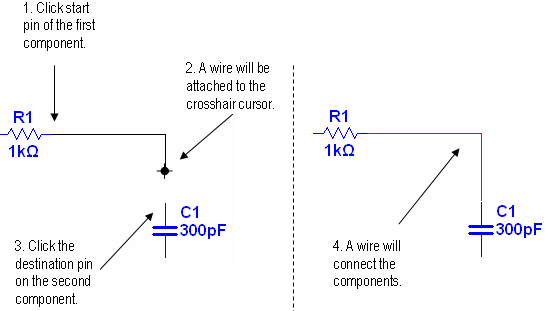 1. Click start
pin of the first
component.
2. A wire will be
attached to the
crosshair cursor.
R1
1kΩ
C1
300pF
3. Click the
destination pin
on the second
component.
R1
1kΩ
C1
300pF
4. A wire will
connect the
components.